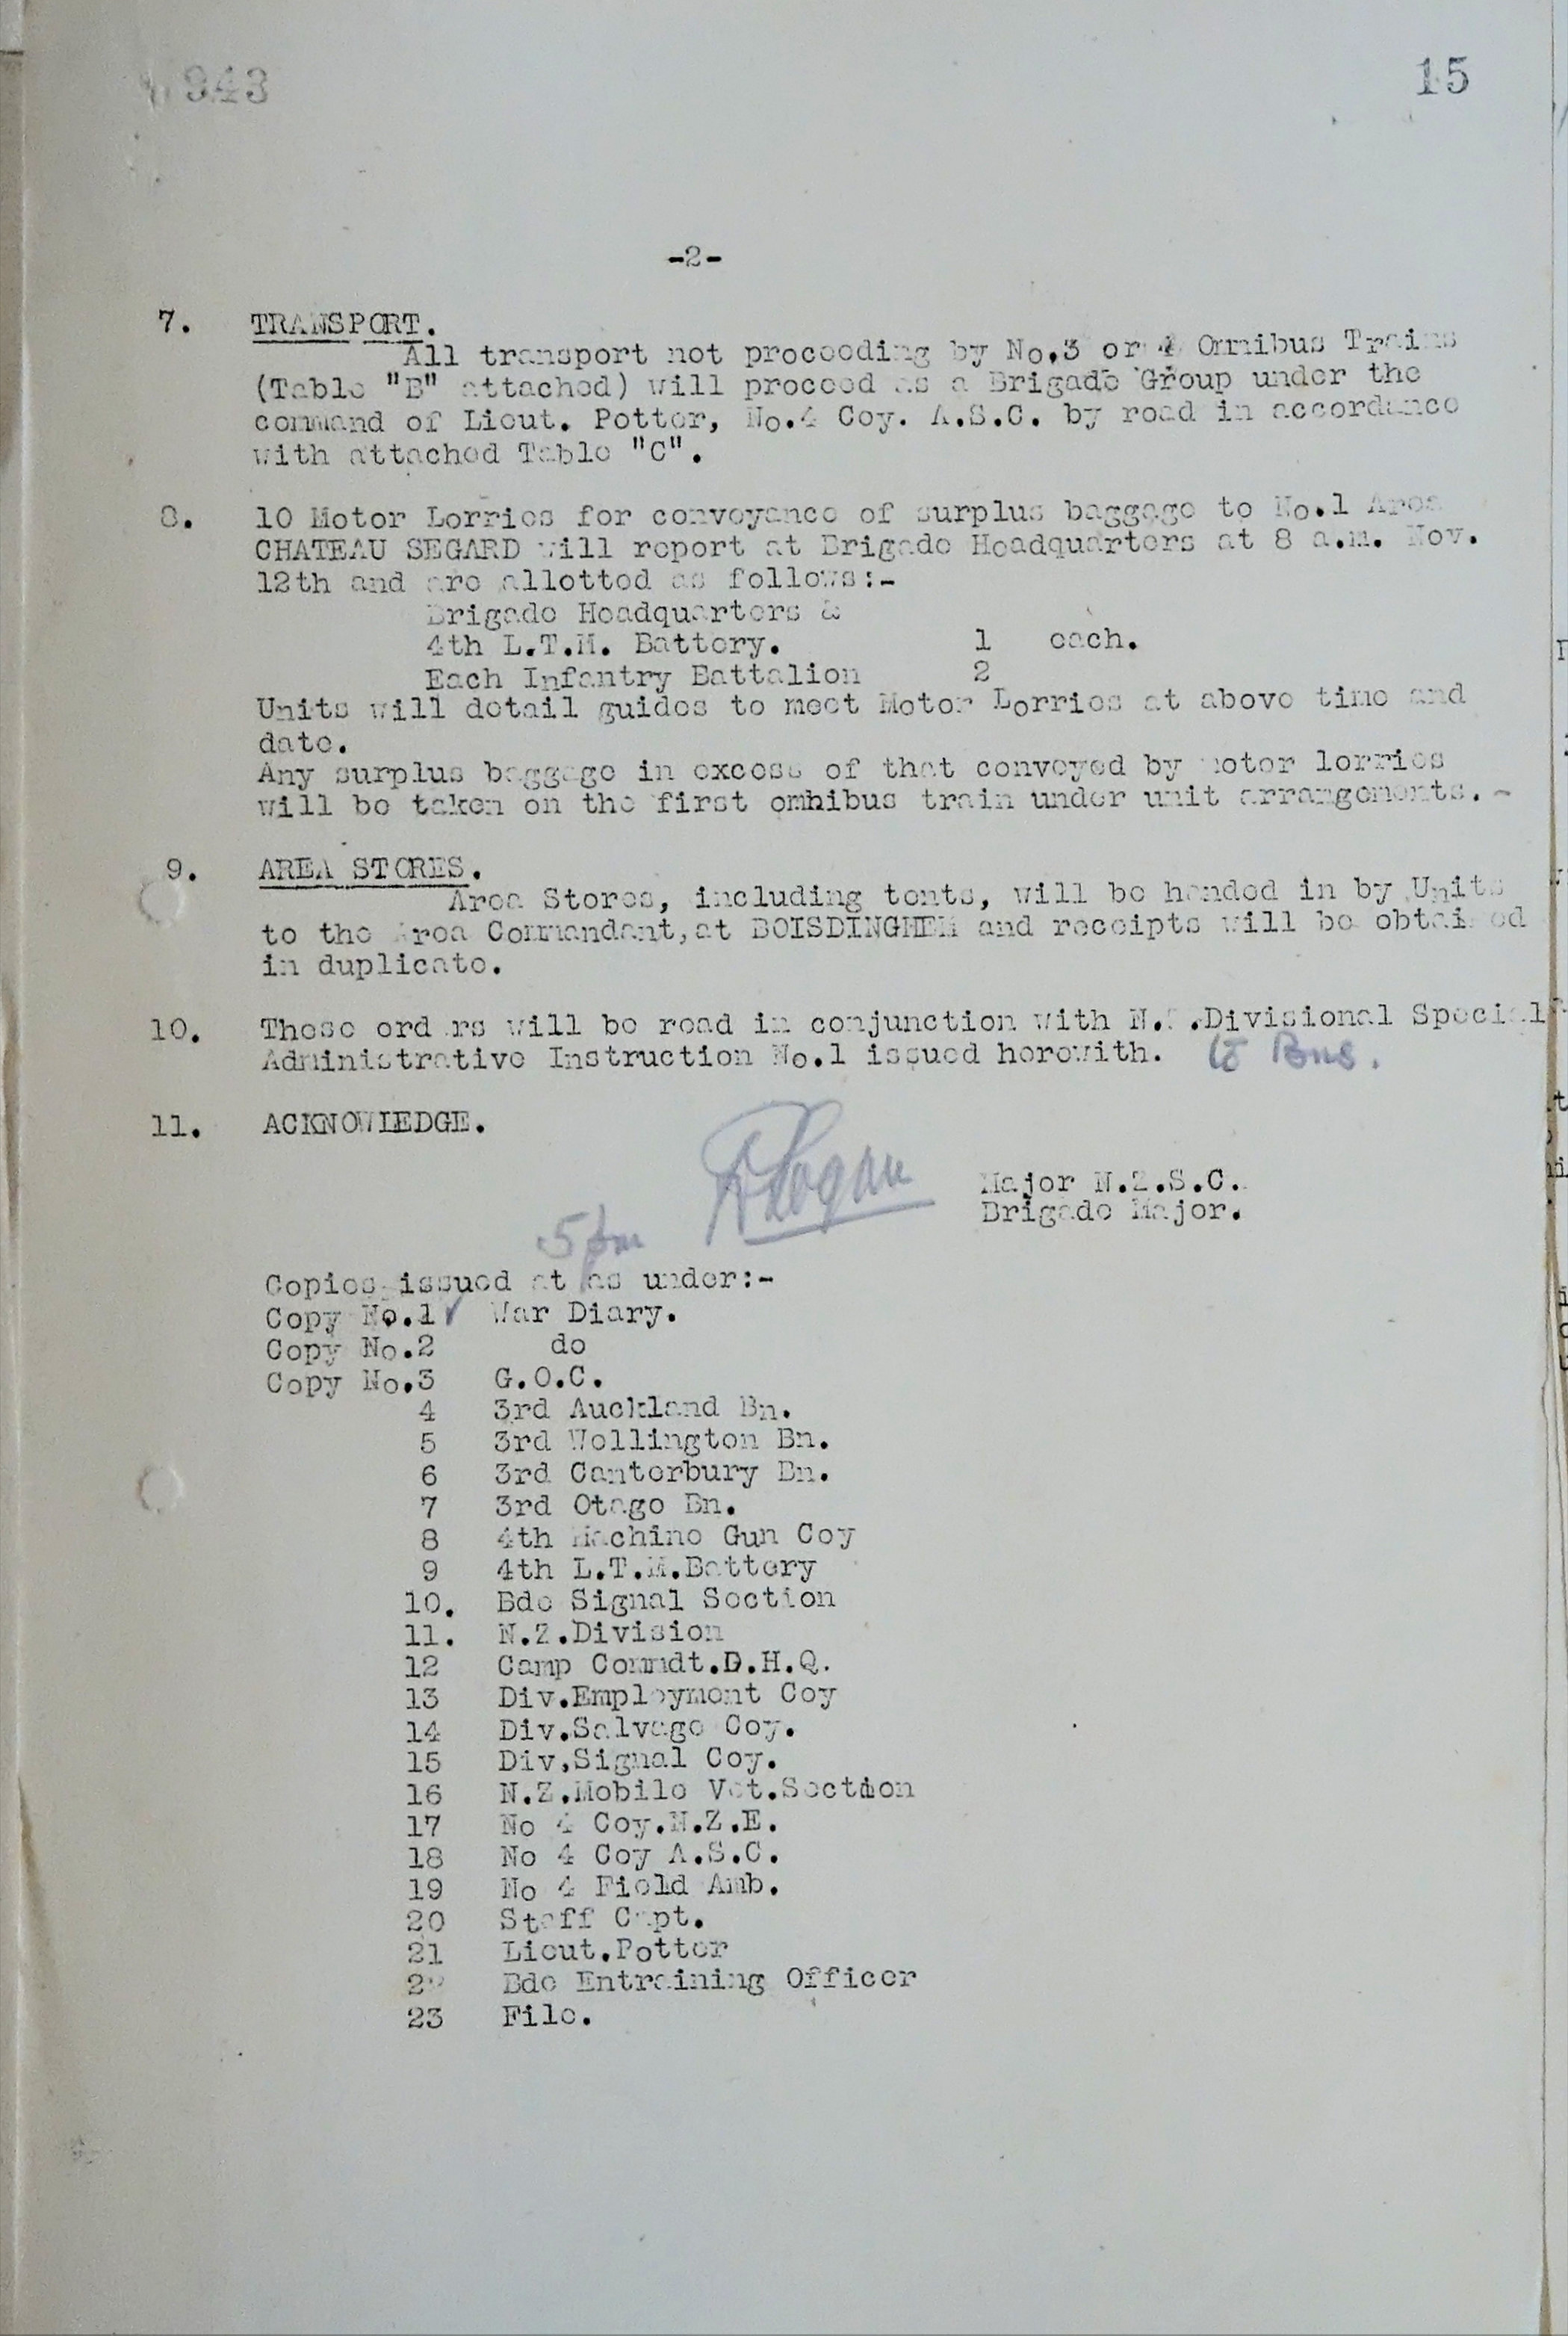 943
15
-2-
7. TRANSPORT.
All transport not proceeding by No.3 or 4 Omnibus Trains
(Table "B" attached) will proceed as a Brigade Group under the
command of Lieut. Potter, No.4 Coy. A.S.C. by road in accordance
with attached Table "C".
8. 10 Motor Lorries for conveyance of surplus baggage to No.1 Area
CHATEAU SEGARD will report at Brigade Headquarters at 8 a.m. Nov.
12th and are allotted as follows:-
Brigade Headquarters &
4th L.T.M. Battery. 1 each.
Each Infantry Battalion 2
Units will detail guides to meet Motor Lorries at above time and
date.
Any surplus baggage in excess of that conveyed by motor lorries
will be taken on the first omhibus train under unit arrangements.-
9. AREA STORES.
Area Stores, including tents, will be handed in by Units
to the Area Commandant, at BOISDINGHEM and receipts will be obtained
in duplicate.
10. These orders will be read in conjunction with N.Z.Divisional Special
Administrative Instruction No.1 issued herewith. to Bns.
11. ACKNOWLEDGE.
Major N.Z.S.C.
Brigade Major.
5 pm
Copies issued at as under:-
Copy No.1 War Diary.
Copy No.2 do
Copy No.3 G.O.C.
4 3rd Auckland Bn.
5 3rd Wellington Bn.
6 3rd Canterbury Bn.
7 3rd Otago Bn.
8 4th Machine Gun Coy
9 4th L.T.M.Battery
10. Bde Signal Section
11. N.Z.Division
12 Camp Commdt.D.H.Q.
13 Div.Employment Coy
14 Div.Salvage Coy.
15 Div,Signal Coy.
16 N.Z.Mobile Vet.Section
17 No 4 Coy.N.Z.E.
18 No 4 Coy A.S.C.
19 No 4 Field Amb.
20 Staff Capt.
21 Lieut.Potter
22 Bde Entraining Officer
23 File.